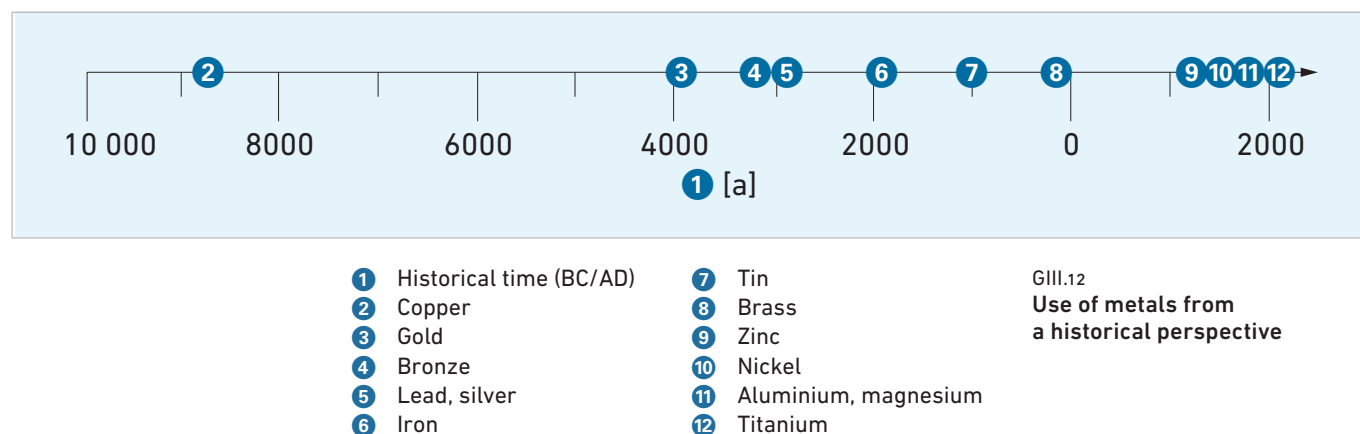 2 3 4 5 6 7 8 9 10 11 12
10 000 8000 6000 4000 2000 0 2000
1 [a]
1 Historical time (BC/AD)
2 Copper
3 Gold
4 Bronze
5 Lead, silver
6 Iron
7 Tin
8 Brass
9 Zinc
10 Nickel
11 Aluminium, magnesium
12 Titanium
GIII.12
Use of metals from
a historical perspective